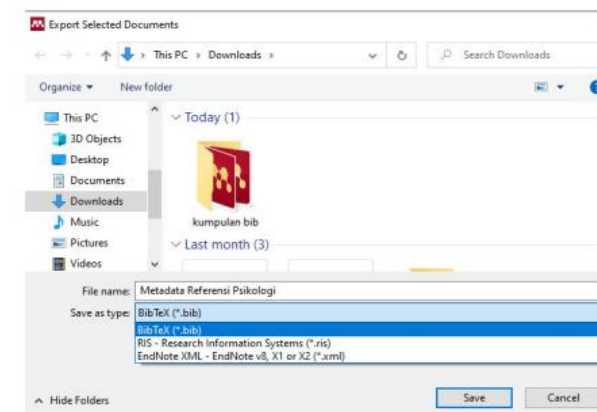 Export Selected Documents
This PC > Downloads >
Search Downloads
Organize
New folder
This PC
3D Objects
Desktop
Documents
Downloads
Music
Pictures
Videos
Today (1)
kumpulan bib
Last month (3)
File name: Metadata Referensi Psikologi
Save as type: BibTeX (*.bib)
BibTeX (*.bib)
RIS - Research Information Systems (*.ris)
EndNote XML - EndNote v8, X1 or X2 (*.xml)
Hide Folders
Save
Cancel